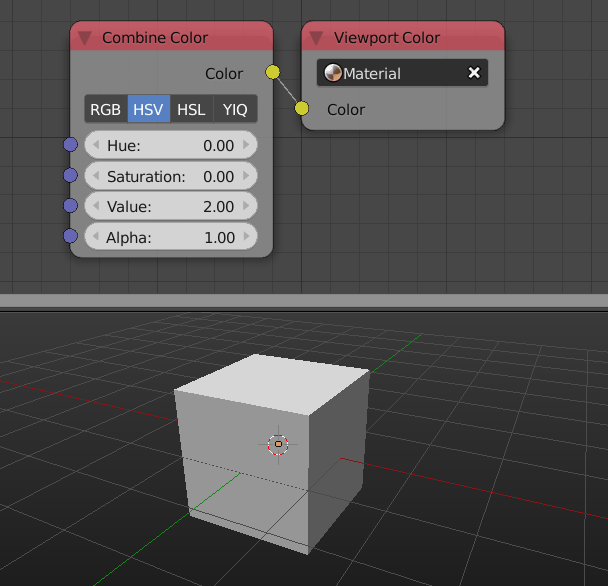 Combine Color
Color
RGB HSV HSL YIQ
Hue: 0.00
Saturation: 0.00
Value: 2.00
Alpha: 1.00
Viewport Color
Material
Color